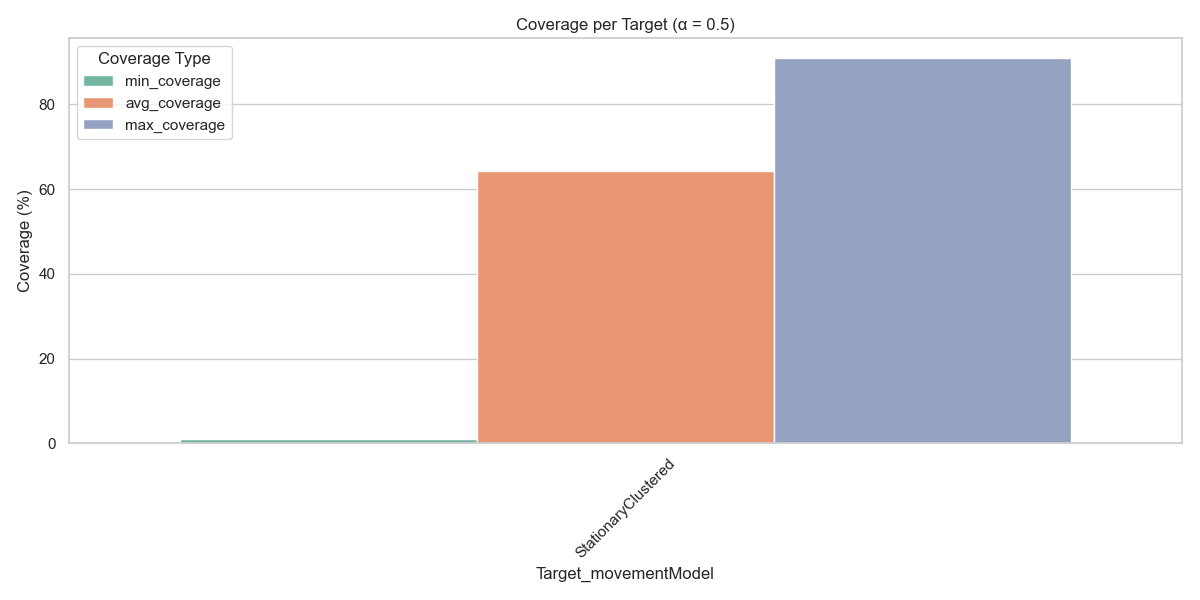 Coverage per Target (α = 0.5)
Coverage Type
min_coverage
avg_coverage
max_coverage
Coverage (%)
80
60
40
20
0
StationaryClustered
Target_movementModel